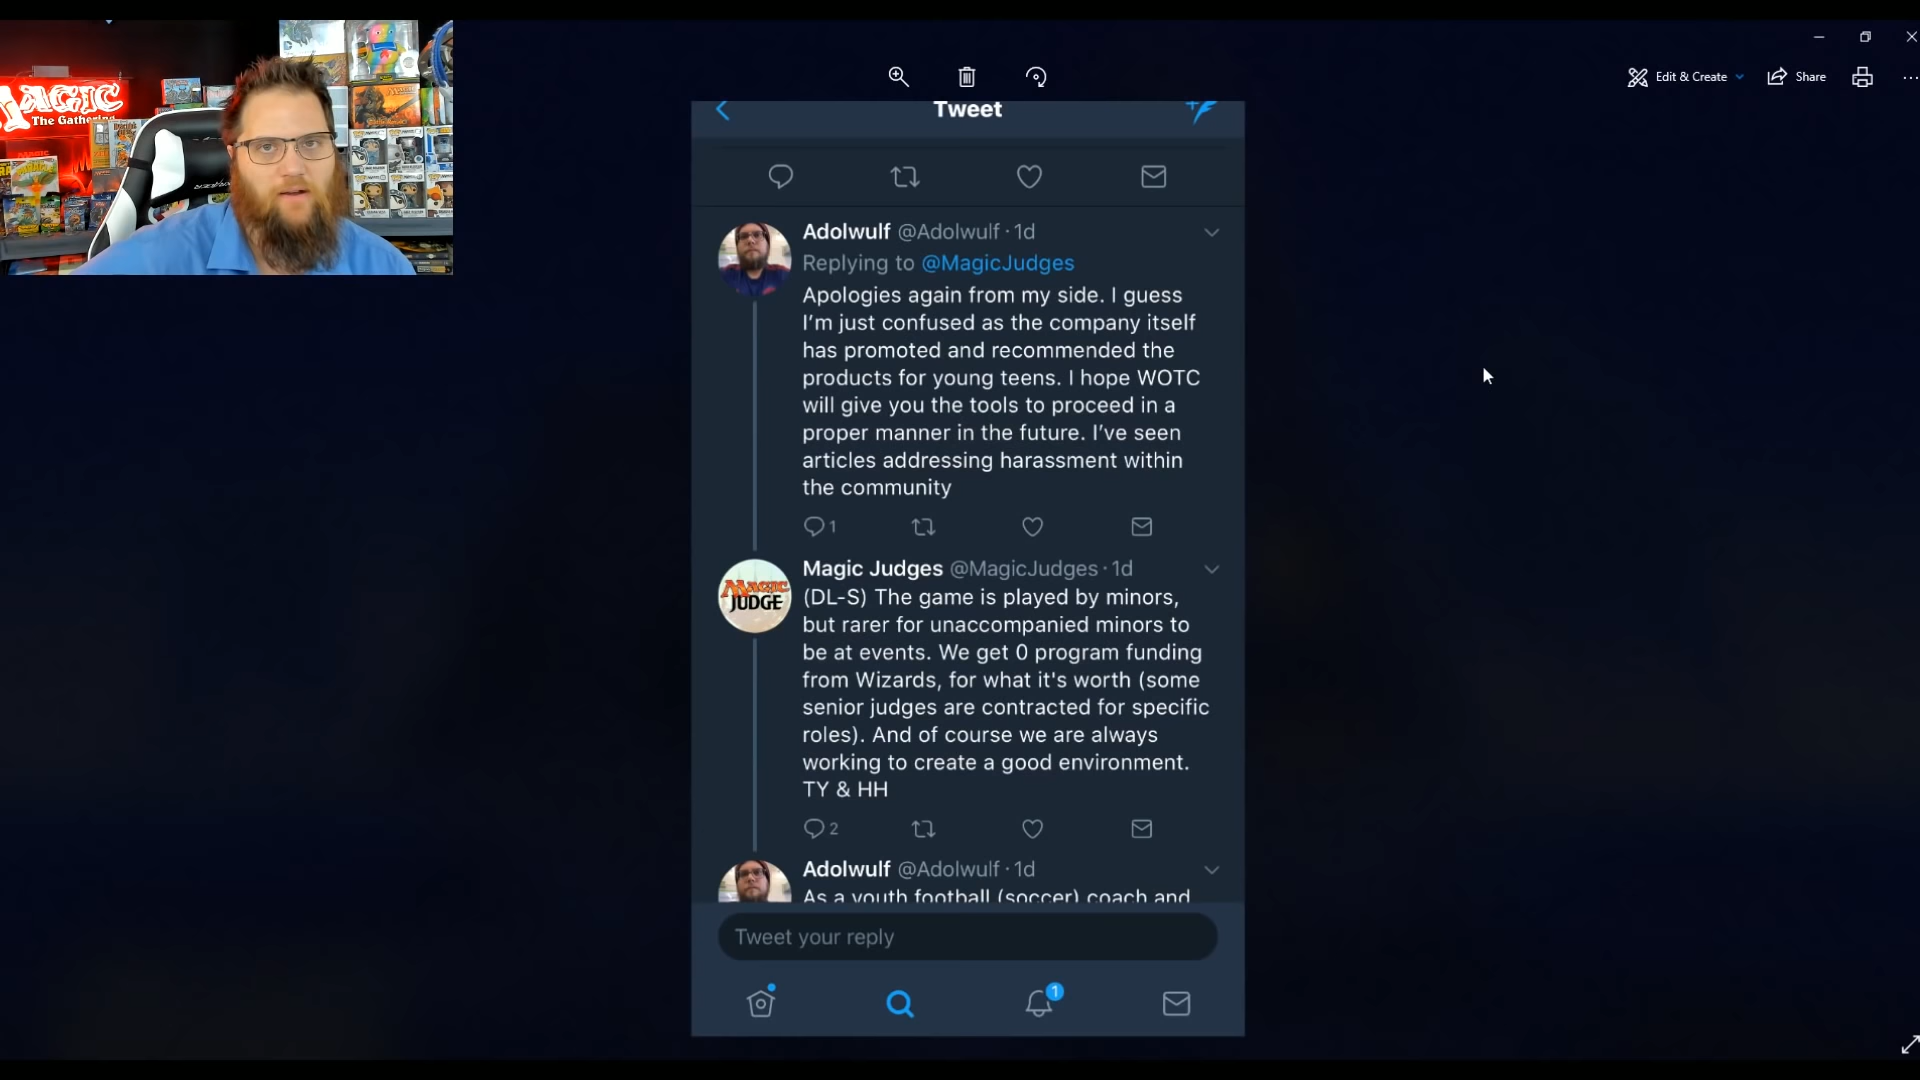 MAGIC
The Gathering
Edit & Create
Share
Tweet
Adolwulf @Adolwulf · 1d
Replying to @MagicJudges
Apologies again from my side. I guess
I'm just confused as the company itself
has promoted and recommended the
products for young teens. I hope WOTC
will give you the tools to proceed in a
proper manner in the future. I've seen
articles addressing harassment within
the community
1
Magic Judges @MagicJudges · 1d
MAGIC
JUDGE
(DL-S) The game is played by minors,
but rarer for unaccompanied minors to
be at events. We get 0 program funding
from Wizards, for what it's worth (some
senior judges are contracted for specific
roles). And of course we are always
working to create a good environment.
TY & HH
2
Adolwulf @Adolwulf · 1d
As a youth football (soccer) coach and
Tweet your reply
1